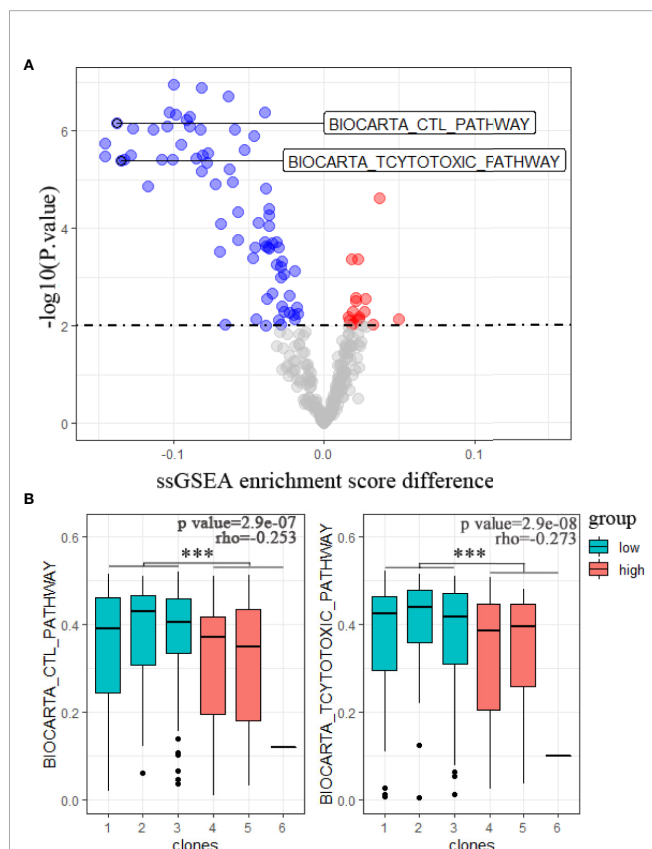 A
BIOCARTA_CTL_PATHWAY
BIOCARTA_TCYTOTOXIC_PATHWAY
-log10(P.value)
6
4
2
0
-0.1
0.0
0.1
ssGSEA enrichment score difference
B
BIOCARTA_CTL_PATHWAY
0.6
0.4
0.2
0.0
p value=2.9e-07
rho=-0.253
***
1 2 3 4 5 6
clones
BIOCARTA_TCYTOTOXIC_PATHWAY
0.6
0.4
0.2
0.0
p value=2.9e-08
rho=-0.273
***
1 2 3 4 5 6
clones
group
low
high